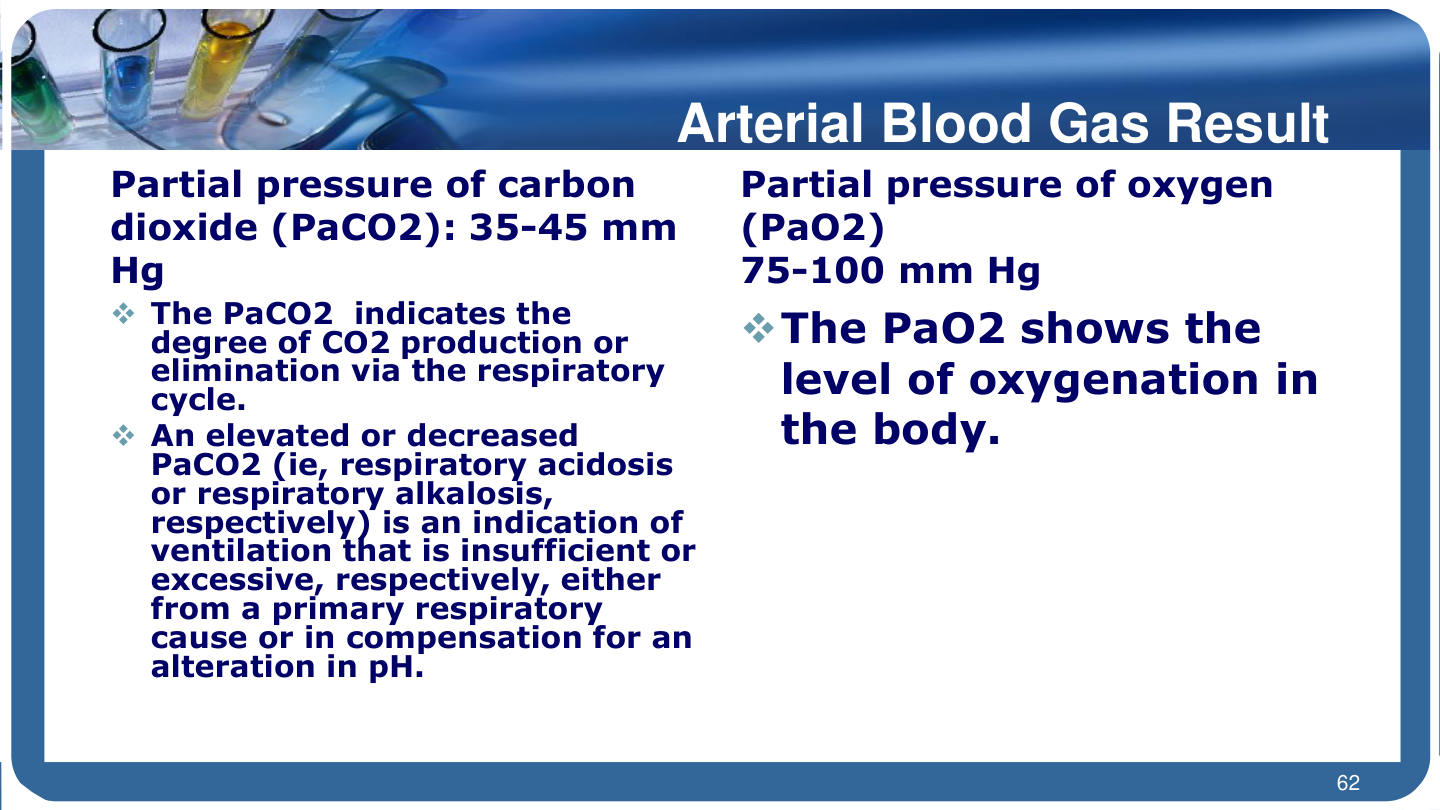 Arterial Blood Gas Result
Partial pressure of carbon
dioxide (PaCO2): 35-45 mm
Hg
The PaCO2  indicates the
degree of CO2 production or
elimination via the respiratory
cycle.
An elevated or decreased
PaCO2 (ie, respiratory acidosis
or respiratory alkalosis,
respectively) is an indication of
ventilation that is insufficient or
excessive, respectively, either
from a primary respiratory
cause or in compensation for an
alteration in pH.
Partial pressure of oxygen
(PaO2)
75-100 mm Hg
The PaO2 shows the
level of oxygenation in
the body.
62